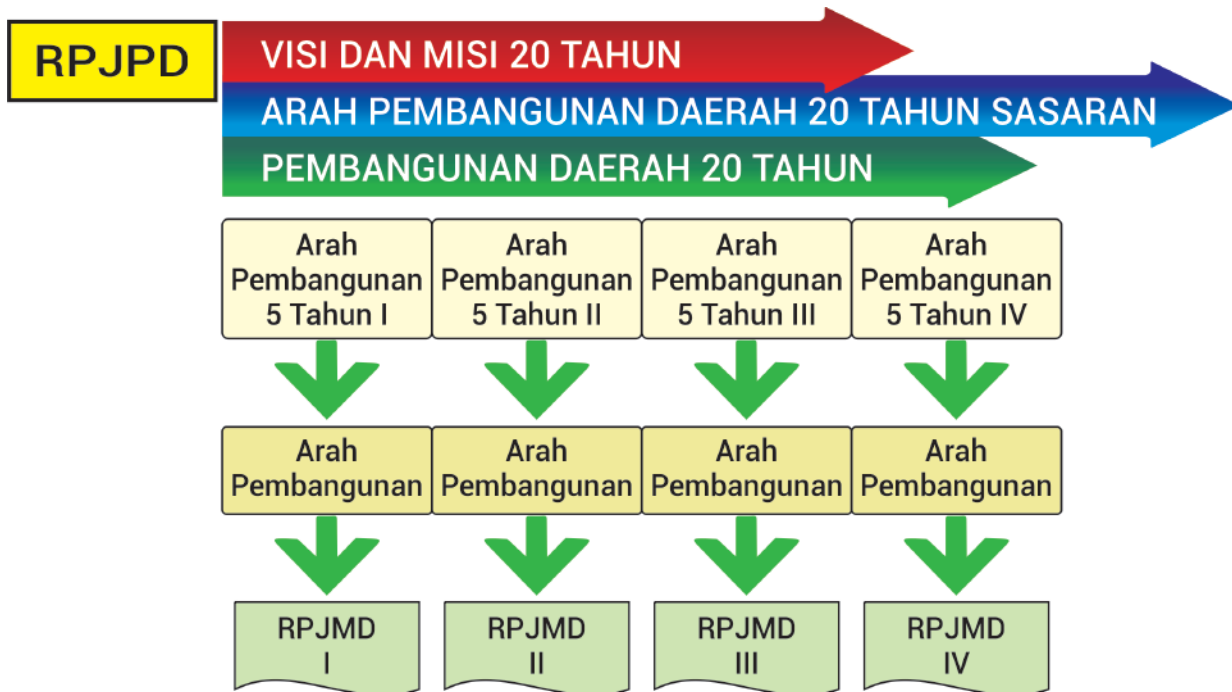 RPJPD
VISI DAN MISI 20 TAHUN
ARAH PEMBANGUNAN DAERAH 20 TAHUN SASARAN
PEMBANGUNAN DAERAH 20 TAHUN
Arah
Pembangunan
5 Tahun I
Arah
Pembangunan
5 Tahun II
Arah
Pembangunan
5 Tahun III
Arah
Pembangunan
5 Tahun IV
Arah
Pembangunan
Arah
Pembangunan
Arah
Pembangunan
Arah
Pembangunan
RPJMD
I
RPJMD
II
RPJMD
III
RPJMD
IV